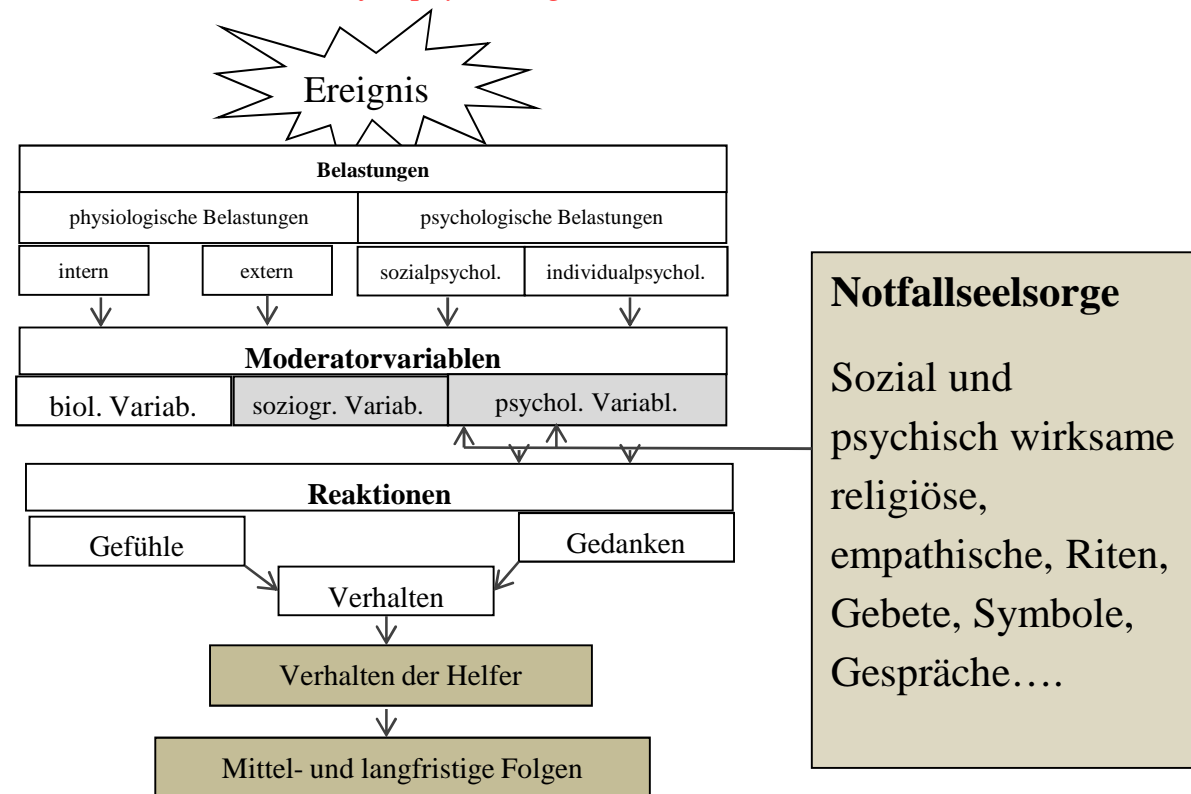 Ereignis
Belastungen
physiologische Belastungen
psychologische Belastungen
intern
extern
sozialpsychol.
individualpsychol.
Moderatorvariablen
biol. Variab.
soziogr. Variab.
psychol. Variabl.
Reaktionen
Gefühle
Gedanken
Verhalten
Verhalten der Helfer
Mittel- und langfristige Folgen
Notfallseelsorge
Sozial und
psychisch wirksame
religiöse,
empathische, Riten,
Gebete, Symbole,
Gespräche….